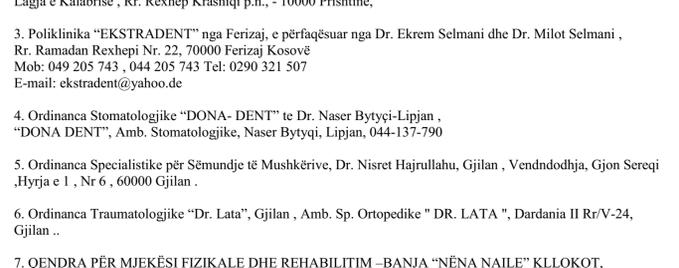 Lagja e Kalabrisë , Rr. Rexhep Krasniqi p.n., - 10000 Prishtinë,
3. Poliklinika “EKSTRADENT” nga Ferizaj, e përfaqësuar nga Dr. Ekrem Selmani dhe Dr. Milot Selmani ,
Rr. Ramadan Rexhepi Nr. 22, 70000 Ferizaj Kosovë
Mob: 049 205 743 , 044 205 743 Tel: 0290 321 507
E-mail: ekstradent@yahoo.de
4. Ordinanca Stomatologjike “DONA- DENT” te Dr. Naser Bytyçi-Lipjan ,
“DONA DENT”, Amb. Stomatologjike, Naser Bytyqi, Lipjan, 044-137-790
5. Ordinanca Specialistike për Sëmundje të Mushkërive, Dr. Nisret Hajrullahu, Gjilan , Vendndodhja, Gjon Sereqi
,Hyrja e 1 , Nr 6 , 60000 Gjilan .
6. Ordinanca Traumatologjike “Dr. Lata”, Gjilan , Amb. Sp. Ortopedike " DR. LATA ", Dardania II Rr/V-24,
Gjilan ..
7. QENDRA PËR MJEKËSI FIZIKALE DHE REHABILITIM –BANJA “NËNA NAILE” KLLOKOT,